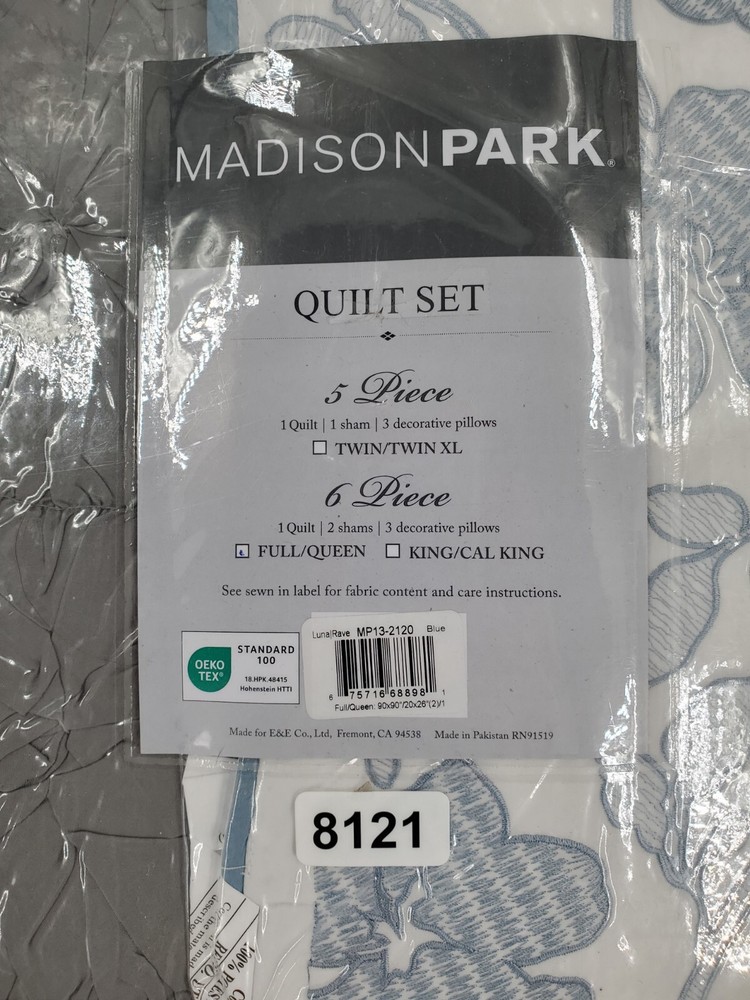 MADISONPARK®
QUILT SET
5 Piece
1 Quilt | 1 sham | 3 decorative pillows
TWIN/TWIN XL
6 Piece
1 Quilt | 2 shams | 3 decorative pillows
FULL/QUEEN KING/CAL KING
See sewn in label for fabric content and care instructions.
OEKO
TEX®
STANDARD
100
18.HPK.48415
Hohenstein HTTI
Luna|Rave MP13-2120 Blue
6 75716 68898 1
Full/Queen: 90x90"/20x26"(2)/1
Made for E&E Co., Ltd, Fremont, CA 94538 Made in Pakistan RN91519
8121